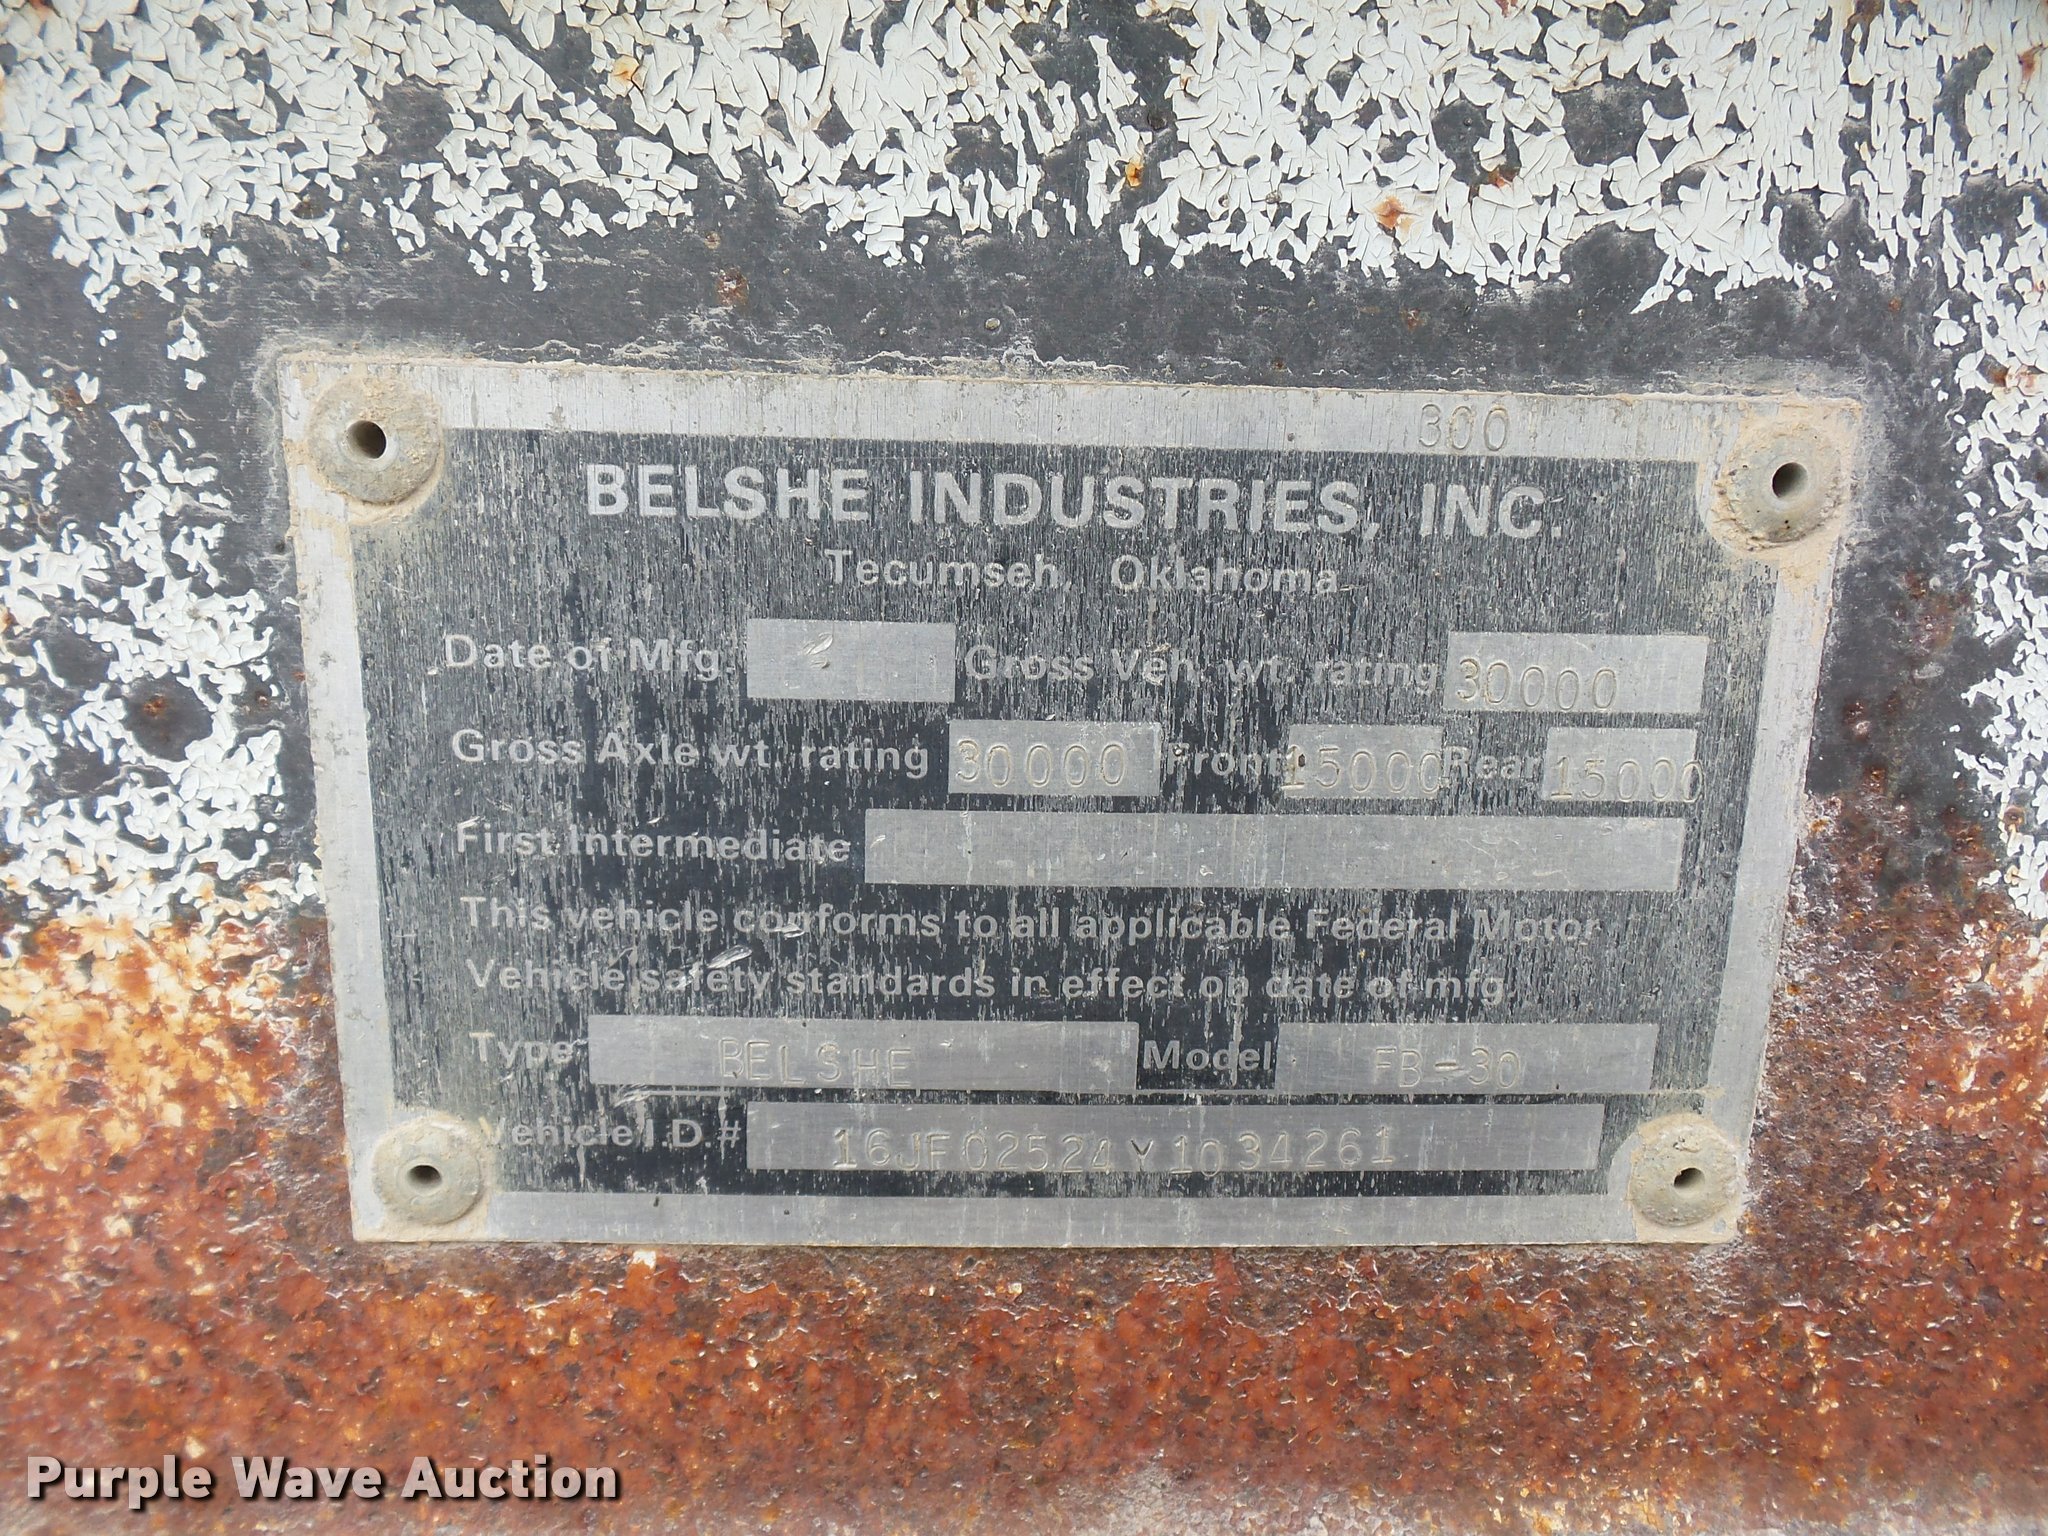 300
BELSHE INDUSTRIES, INC.
Tecumseh, Oklahoma
Date of Mfg. Gross Veh. wt. rating 30000
Gross Axle wt. rating 30000 Front 15000 Rear 15000
First Intermediate
This vehicle conforms to all applicable Federal Motor
Vehicle safety standards in effect on date of mfg.
Type BELSHE Model FB-30
Vehicle I.D.# 16JF02524Y1034261
Purple Wave Auction